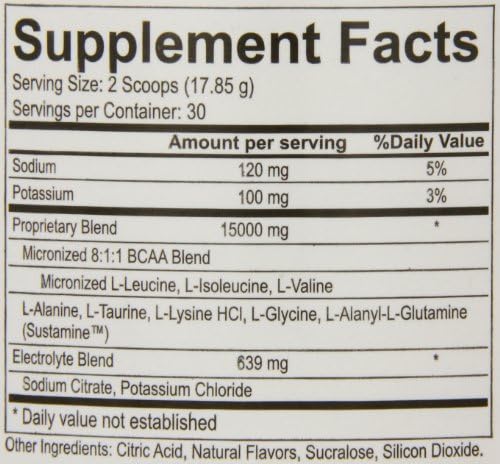 Supplement Facts
Serving Size: 2 Scoops (17.85 g)
Servings per Container: 30
Amount per serving %Daily Value
Sodium 120 mg 5%
Potassium 100 mg 3%
Proprietary Blend 15000 mg *
Micronized 8:1:1 BCAA Blend
Micronized L-Leucine, L-Isoleucine, L-Valine
L-Alanine, L-Taurine, L-Lysine HCl, L-Glycine, L-Alanyl-L-Glutamine
(Sustamine™)
Electrolyte Blend 639 mg *
Sodium Citrate, Potassium Chloride
* Daily value not established
Other Ingredients: Citric Acid, Natural Flavors, Sucralose, Silicon Dioxide.